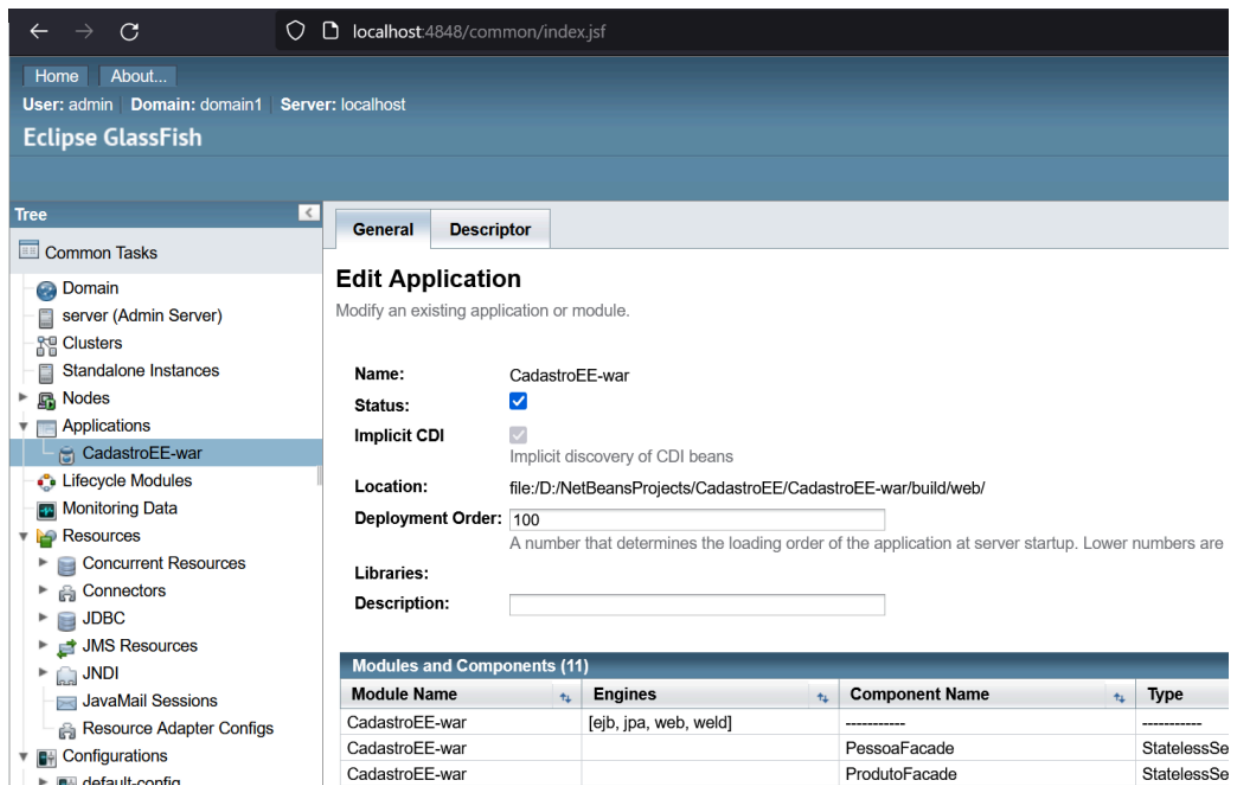 localhost:4848/common/index.jsf
Home About...
User: admin Domain: domain1 Server: localhost
Eclipse GlassFish
Tree
Common Tasks
Domain
server (Admin Server)
Clusters
Standalone Instances
Nodes
Applications
CadastroEE-war
Lifecycle Modules
Monitoring Data
Resources
Concurrent Resources
Connectors
JDBC
JMS Resources
JNDI
JavaMail Sessions
Resource Adapter Configs
Configurations
default-config
General Descriptor
Edit Application
Modify an existing application or module.
Name: CadastroEE-war
Status:
Implicit CDI
Implicit discovery of CDI beans
Location: file:/D:/NetBeansProjects/CadastroEE/CadastroEE-war/build/web/
Deployment Order: 100
A number that determines the loading order of the application at server startup. Lower numbers are
Libraries:
Description:
Modules and Components (11)
Module Name Engines Component Name Type
CadastroEE-war [ejb, jpa, web, weld] ----------- -----------
CadastroEE-war PessoaFacade StatelessSe
CadastroEE-war ProdutoFacade StatelessSe